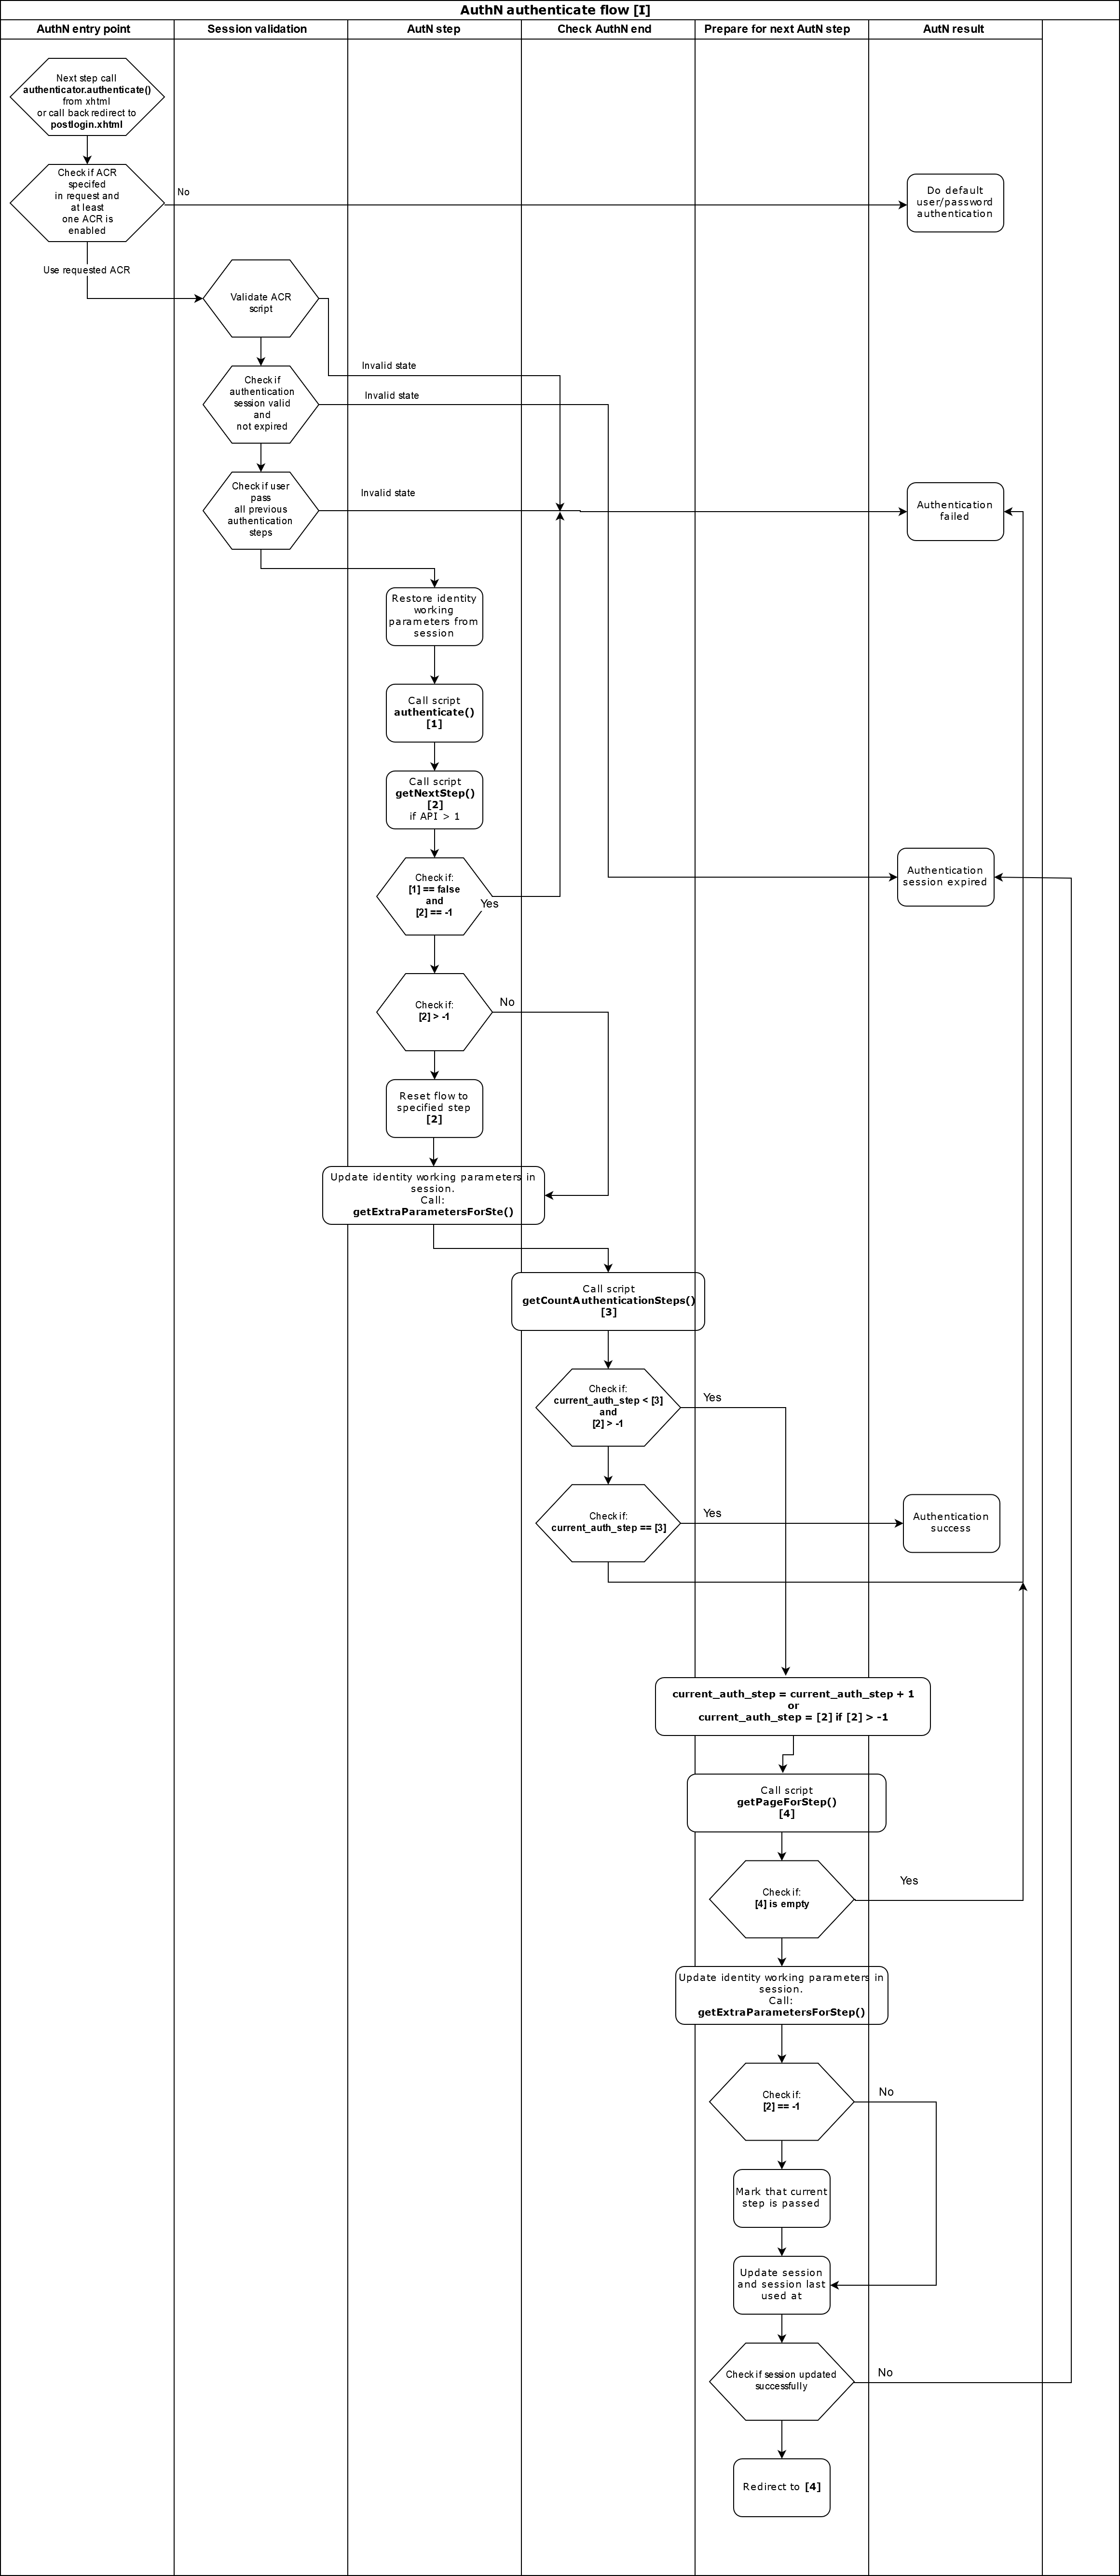 AuthN authenticate flow [I]
AuthN entry point
Session validation
AutN step
Check AuthN end
Prepare for next AutN step
AutN result
Next step call
authenticator.authenticate()
from xhtml
or call back redirect to
postlogin.xhtml
Check if ACR
specifed
in request and
at least
one ACR is
enabled
No
Do default
user/password
authentication
Use requested ACR
Validate ACR
script
Invalid state
Check if
authentication
session valid
and
not expired
Invalid state
Check if user
pass
all previous
authentication
steps
Invalid state
Authentication
failed
Restore identity
working
parameters from
session
Call script
authenticate()
[1]
Call script
getNextStep()
[2]
if API > 1
Check if:
[1] == false
and
[2] == -1
Yes
Authentication
session expired
Check if:
[2] > -1
No
Reset flow to
specified step
[2]
Update identity working parameters in
session.
Call:
getExtraParametersForSte()
Call script
getCountAuthenticationSteps()
[3]
Check if:
current_auth_step < [3]
and
[2] > -1
Yes
Check if:
current_auth_step == [3]
Yes
Authentication
success
current_auth_step = current_auth_step + 1
or
current_auth_step = [2] if [2] > -1
Call script
getPageForStep()
[4]
Check if:
[4] is empty
Yes
Update identity working parameters in
session.
Call:
getExtraParametersForStep()
Check if:
[2] == -1
No
Mark that current
step is passed
Update session
and session last
used at
Check if session updated
successfully
No
Redirect to [4]